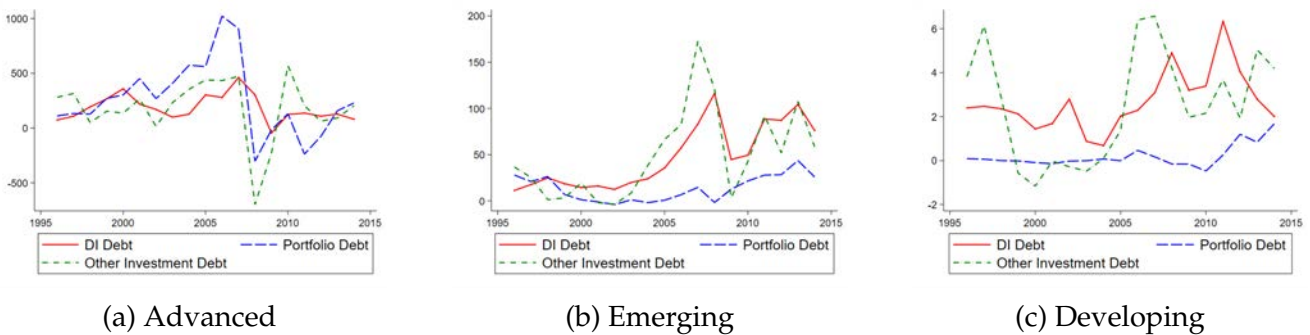 1000
500
0
-500
1995
2000
2005
2010
2015
DI Debt
Portfolio Debt
Other Investment Debt
(a) Advanced
200
150
100
50
0
1995
2000
2005
2010
2015
DI Debt
Portfolio Debt
Other Investment Debt
(b) Emerging
6
4
2
0
-2
1995
2000
2005
2010
2015
DI Debt
Portfolio Debt
Other Investment Debt
(c) Developing